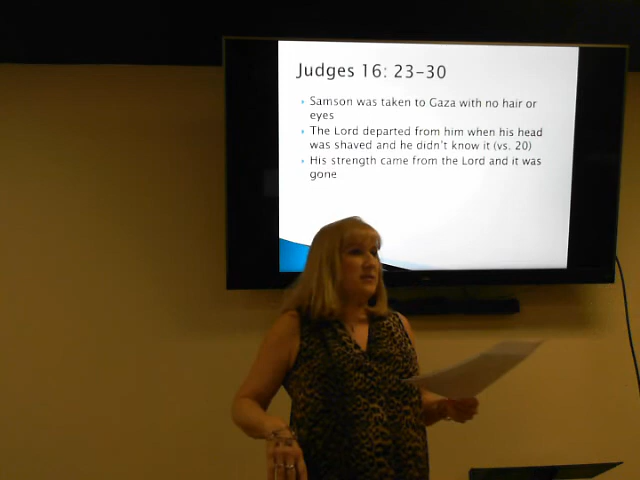 Judges 16: 23-30
Samson was taken to Gaza with no hair or
eyes
The Lord departed from him when his head
was shaved and he didn't know it (vs. 20)
His strength came from the Lord and it was
gone